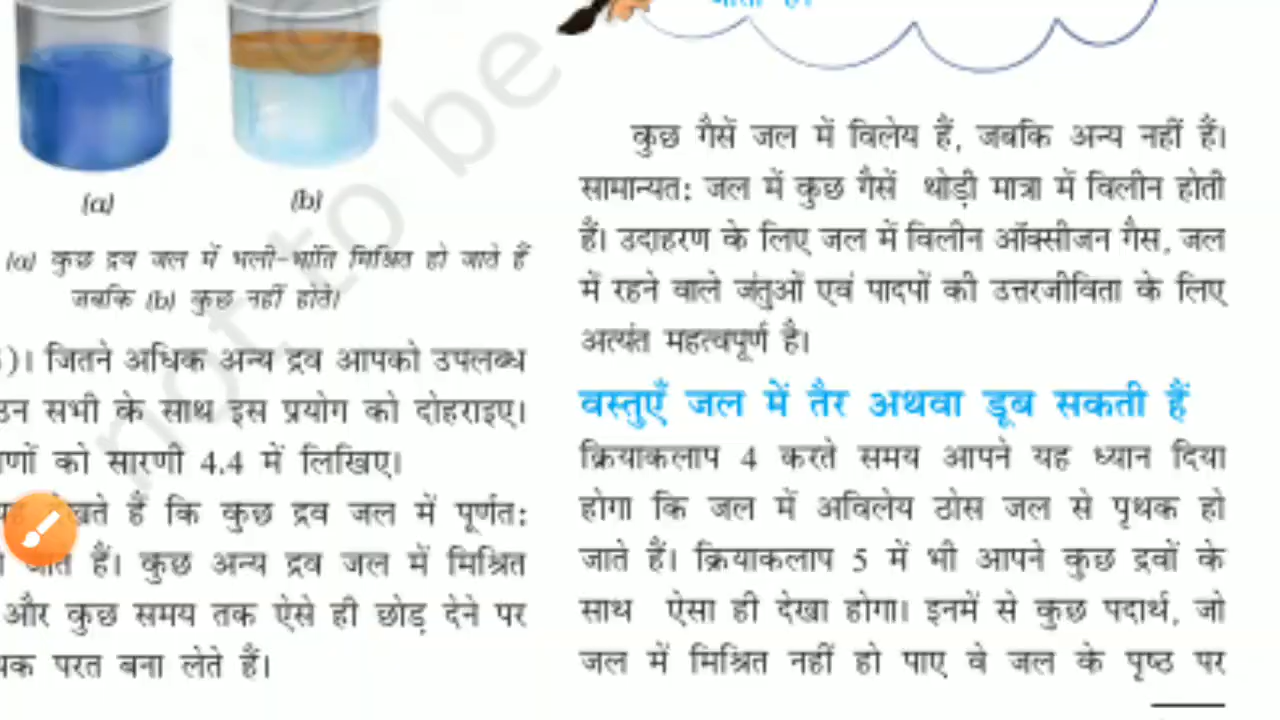 (a)
(b)
(a) कुछ द्रव जल में भली-भांति मिश्रित हो जाते हैं
जबकि (b) कुछ नहीं होते।
)। जितने अधिक अन्य द्रव आपको उपलब्ध
उन सभी के साथ इस प्रयोग को दोहराइए।
को सारणी 4.4 में लिखिए।
हैं कि कुछ द्रव जल में पूर्णत:
जाते हैं। कुछ अन्य द्रव जल में मिश्रित
और कुछ समय तक ऐसे ही छोड़ देने पर
परत बना लेते हैं।
not to be
कुछ गैसें जल में विलेय हैं, जबकि अन्य नहीं हैं।
सामान्यत: जल में कुछ गैसें थोड़ी मात्रा में विलीन होती
हैं। उदाहरण के लिए जल में विलीन ऑक्सीजन गैस, जल
में रहने वाले जंतुओं एवं पादपों की उत्तरजीविता के लिए
अत्यंत महत्वपूर्ण है।
वस्तुएँ जल में तैर अथवा डूब सकती हैं
क्रियाकलाप 4 करते समय आपने यह ध्यान दिया
होगा कि जल में अविलेय ठोस जल से पृथक हो
जाते हैं। क्रियाकलाप 5 में भी आपने कुछ द्रवों के
साथ ऐसा ही देखा होगा। इनमें से कुछ पदार्थ, जो
जल में मिश्रित नहीं हो पाए वे जल के पृष्ठ पर